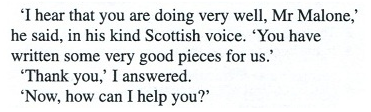 ‘I hear that you are doing very well, Mr Malone,’
he said, in his kind Scottish voice. ‘You have
written some very good pieces for us.’
‘Thank you,’ I answered.
‘Now, how can I help you?’